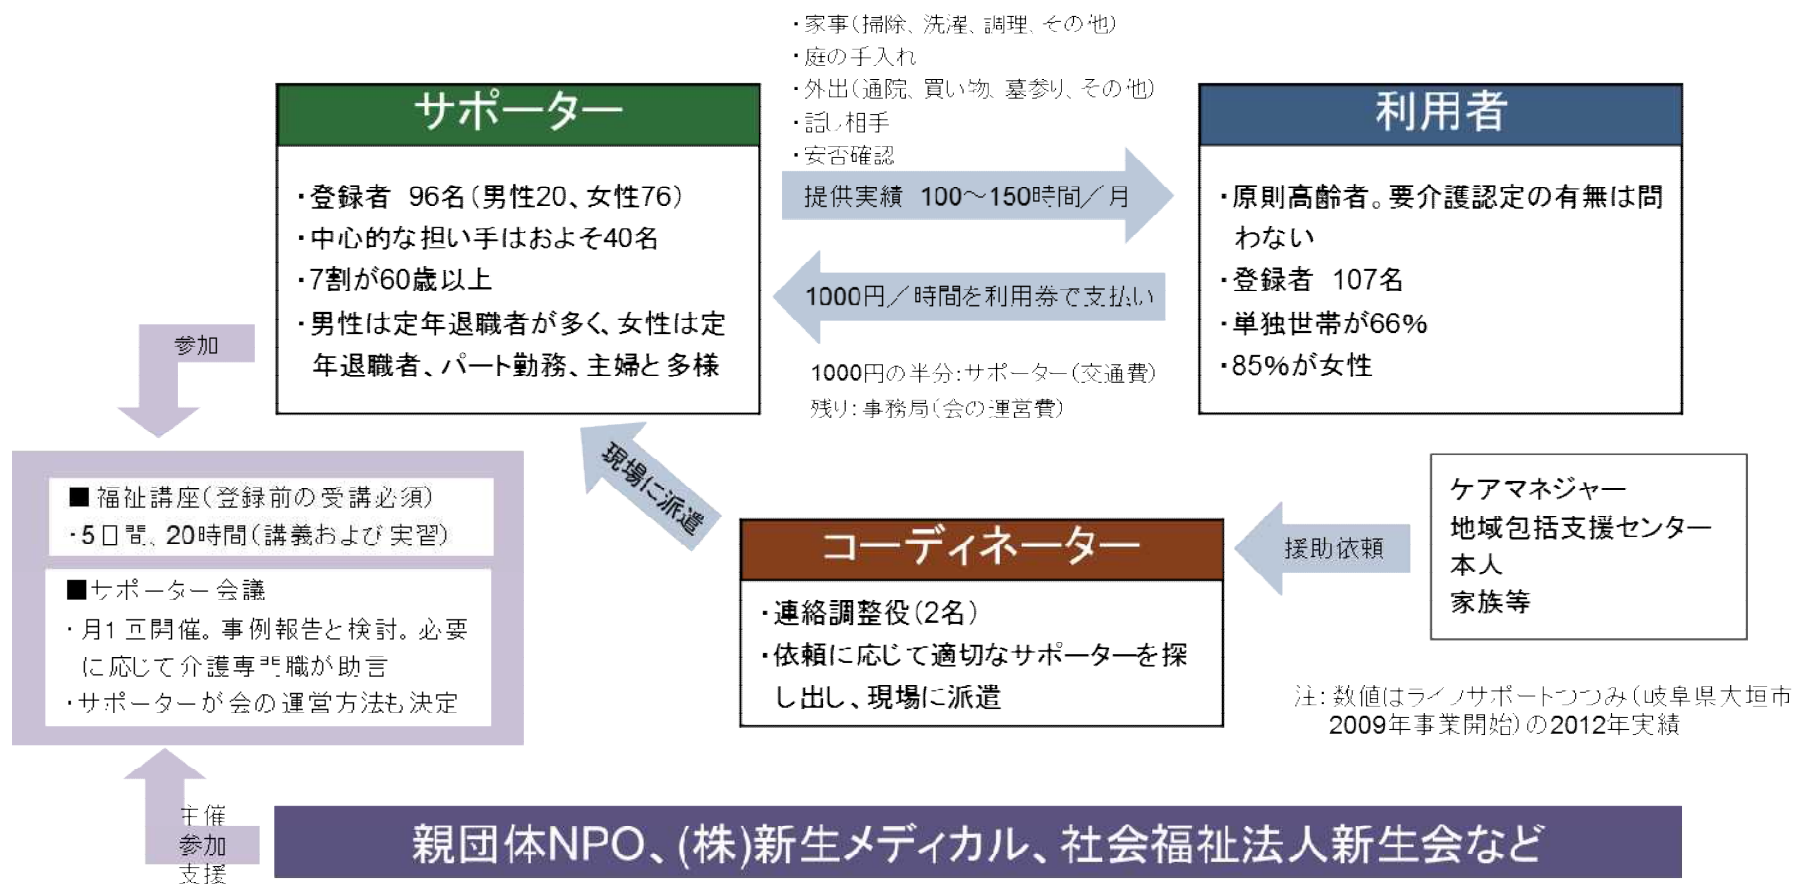 ・家事（掃除、洗濯、調理、その他）
・庭の手入れ
・外出（通院、買い物、墓参り、その他）
・話し相手
・安否確認
サポーター
・登録者　96名（男性20、女性76）
・中心的な担い手はおよそ40名
・7割が60歳以上
・男性は定年退職者が多く、女性は定
年退職者、パート勤務、主婦と多様
提供実績　100～150時間／月
1000円／時間を利用券で支払い
1000円の半分：サポーター（交通費）
残り：事務局（会の運営費）
利用者
・原則高齢者。要介護認定の有無は問
わない
・登録者　107名
・単独世帯が66％
・85％が女性
参加
■福祉講座（登録前の受講必須）
・5日間、20時間（講義および実習）
■サポーター会議
・月1回開催。事例報告と検討。必要
に応じて介護専門職が助言
・サポーターが会の運営方法も決定
現場に派遣
コーディネーター
・連絡調整役（2名）
・依頼に応じて適切なサポーターを探
し出し、現場に派遣
援助依頼
ケアマネジャー
地域包括支援センター
本人
家族等
注：数値はライフサポートつつみ（岐阜県大垣市
2009年事業開始）の2012年実績
主催
参加
支援
親団体NPO、(株)新生メディカル、社会福祉法人新生会など